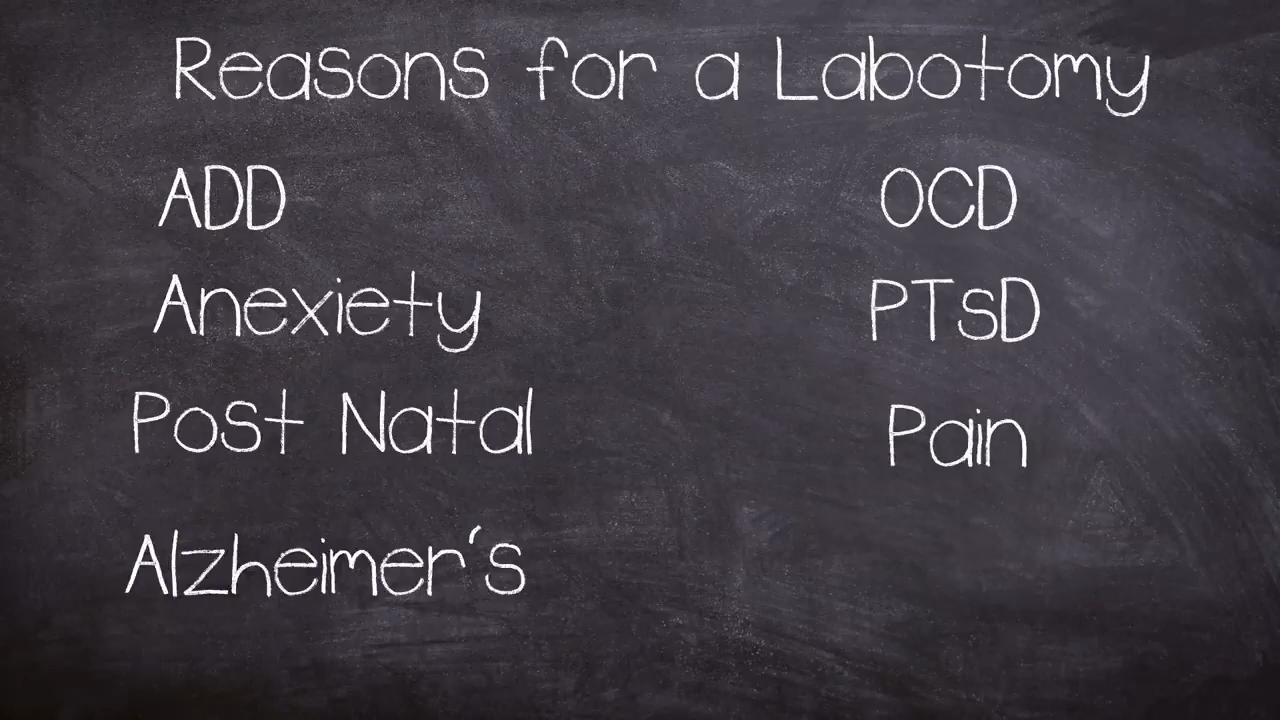 Reasons for a Labotomy
ADD
Anexiety
Post Natal
Alzheimer's
OCD
PTsD
Pain